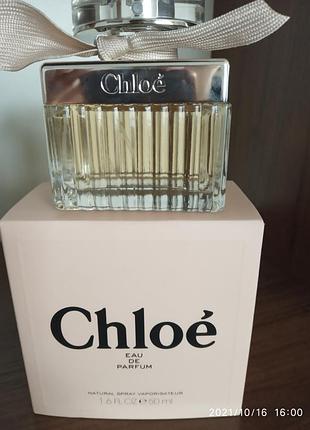 Chloé
Chloé
EAU
DE
PARFUM
NATURAL SPRAY VAPORISATEUR
1.6 FL.OZ ℮ 50 ml
2021/10/16 16:00